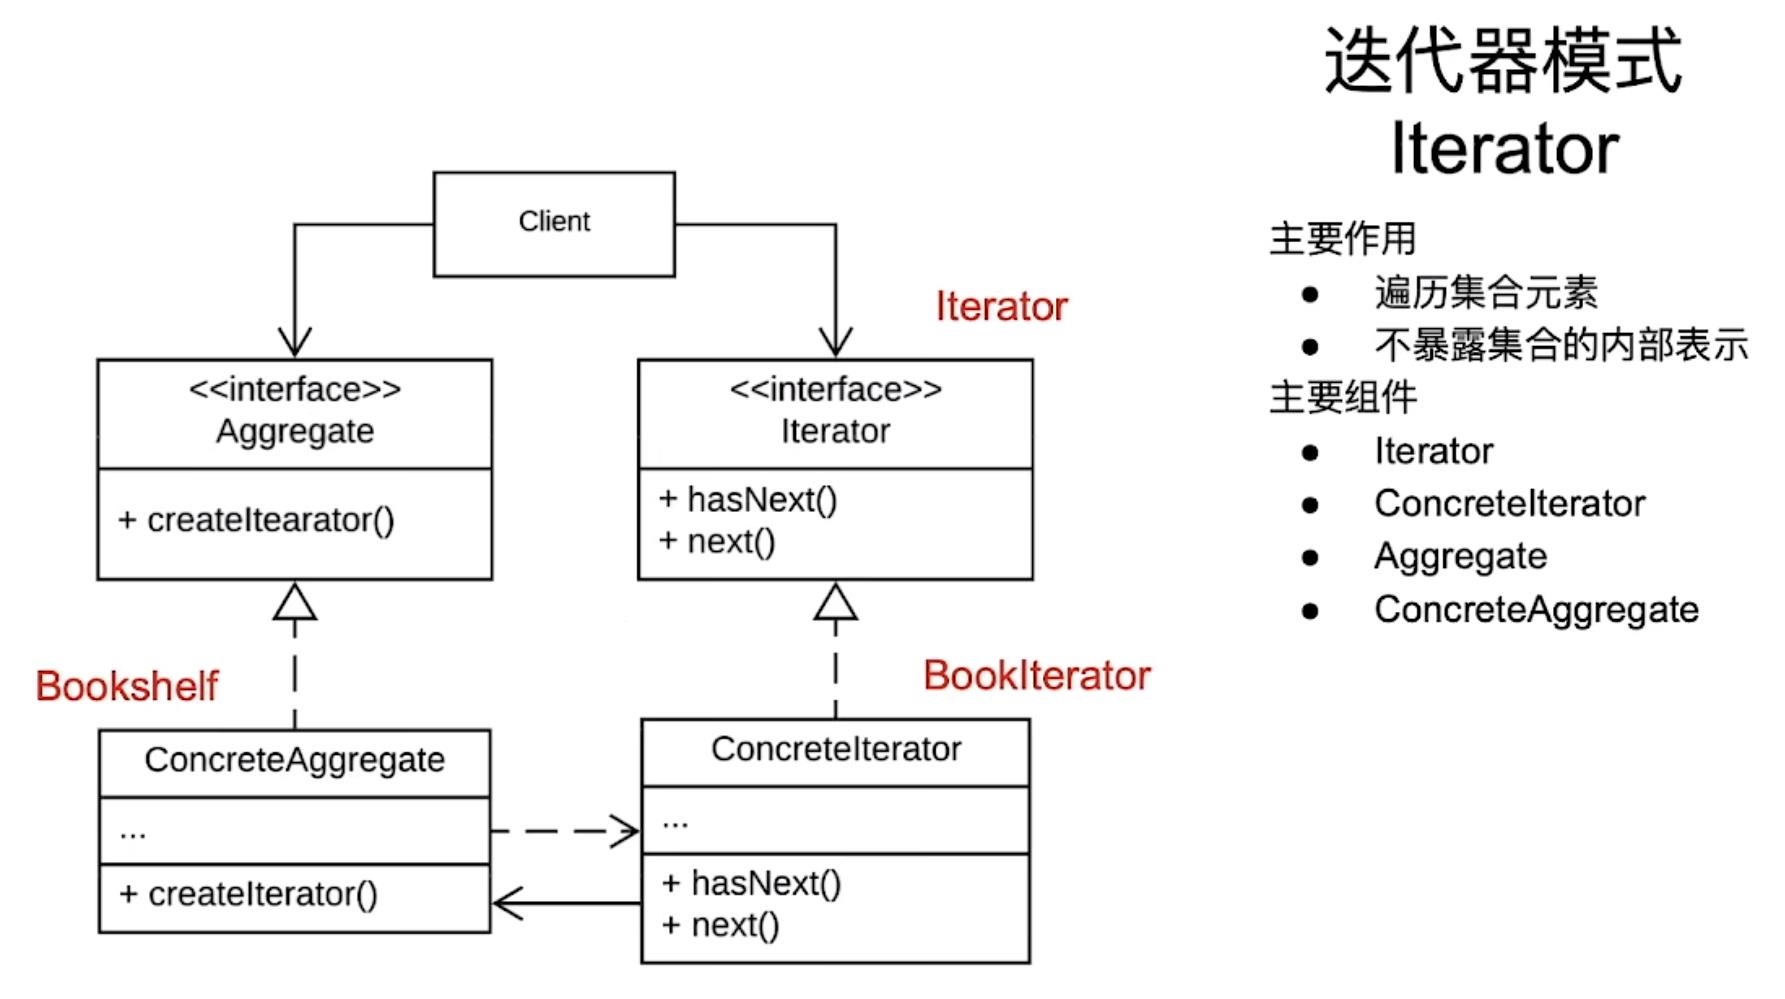 迭代器模式
Iterator
主要作用
● 遍历集合元素
● 不暴露集合的内部表示
主要组件
● Iterator
● ConcreteIterator
● Aggregate
● ConcreteAggregate
Client
Iterator
<<interface>>
Aggregate
+ createItearator()
<<interface>>
Iterator
+ hasNext()
+ next()
Bookshelf
BookIterator
ConcreteAggregate
...
+ createIterator()
ConcreteIterator
...
+ hasNext()
+ next()